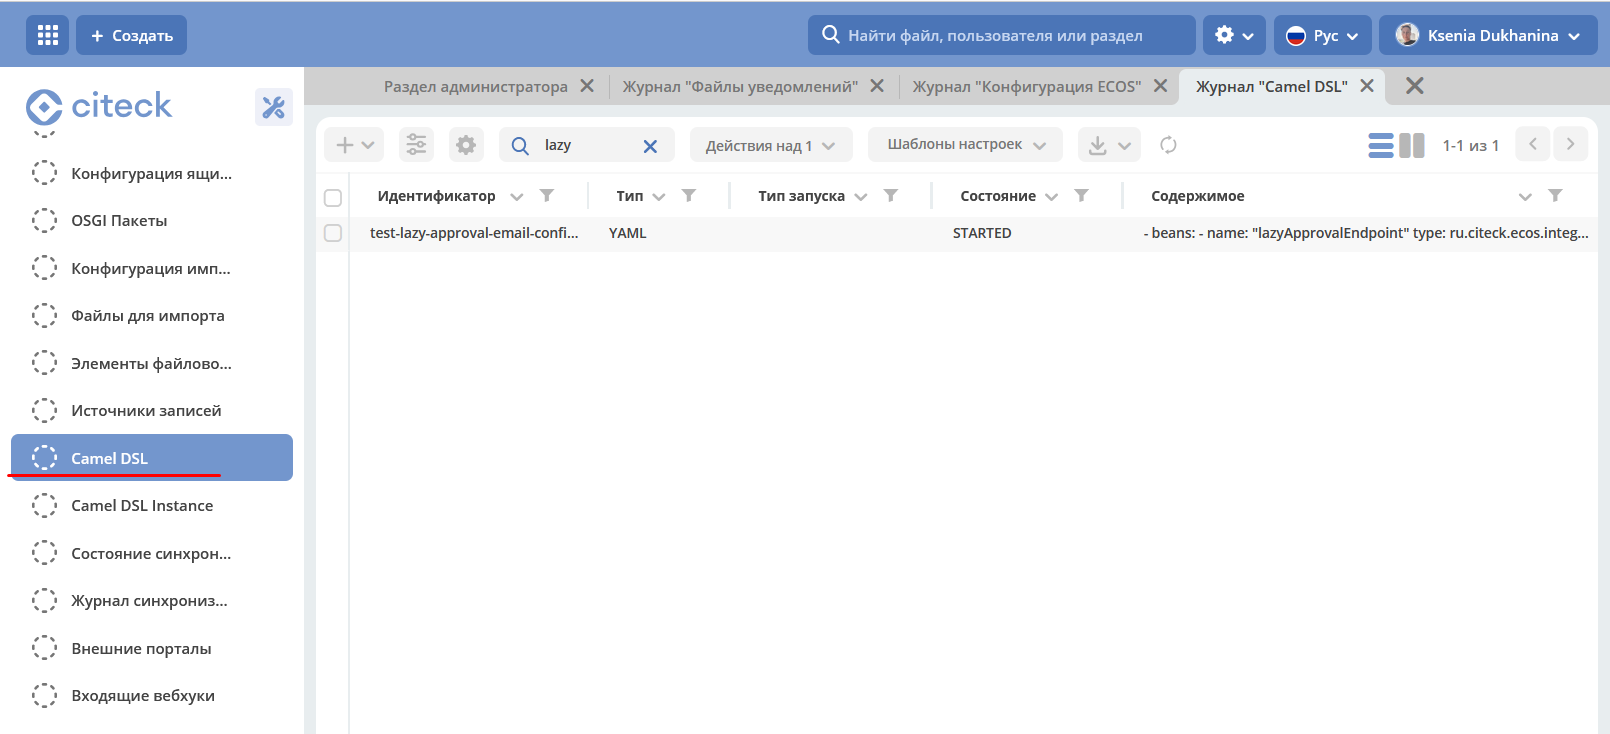 + Создать
Найти файл, пользователя или раздел
Рус
Ksenia Dukhanina
citeck
Раздел администратора
Журнал "Файлы уведомлений"
Журнал "Конфигурация ECOS"
Журнал "Camel DSL"
lazy
Действия над 1
Шаблоны настроек
1-1 из 1
Идентификатор
Тип
Тип запуска
Состояние
Содержимое
test-lazy-approval-email-confi...
YAML
STARTED
- beans: - name: "lazyApprovalEndpoint" type: ru.citeck.ecos.integ...
Конфигурация ящи...
OSGI Пакеты
Конфигурация имп...
Файлы для импорта
Элементы файлово...
Источники записей
Camel DSL
Camel DSL Instance
Состояние синхрон...
Журнал синхрониз...
Внешние порталы
Входящие вебхуки